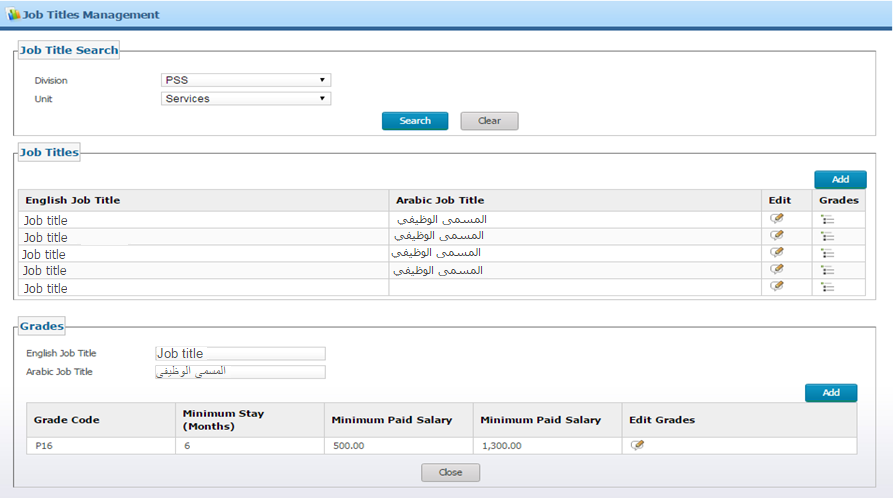 Job Titles Management
Job Title Search
Division PSS
Unit Services
Search Clear
Job Titles
Add
English Job Title Arabic Job Title Edit Grades
Job title المسمى الوظيفي
Job title المسمى الوظيفي
Job title المسمى الوظيفي
Job title المسمى الوظيفي
Job title
Grades
English Job Title Job title
Arabic Job Title المسمى الوظيفي
Add
Grade Code Minimum Stay (Months) Minimum Paid Salary Minimum Paid Salary Edit Grades
P16 6 500.00 1,300.00
Close